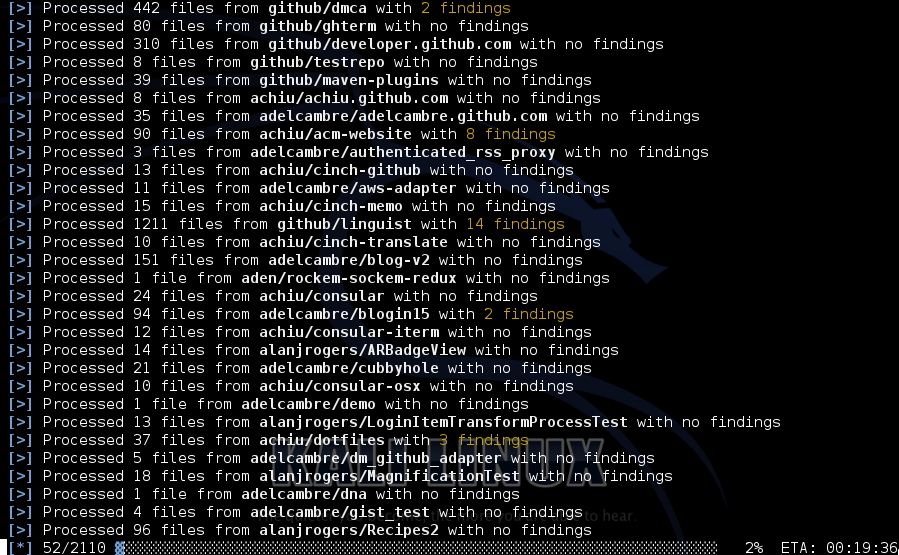 [>] Processed 442 files from github/dmca with 2 findings
[>] Processed 80 files from github/ghterm with no findings
[>] Processed 310 files from github/developer.github.com with no findings
[>] Processed 8 files from github/testrepo with no findings
[>] Processed 39 files from github/maven-plugins with no findings
[>] Processed 8 files from achiu/achiu.github.com with no findings
[>] Processed 35 files from adelcambre/adelcambre.github.com with no findings
[>] Processed 90 files from achiu/acm-website with 8 findings
[>] Processed 3 files from adelcambre/authenticated_rss_proxy with no findings
[>] Processed 13 files from achiu/cinch-github with no findings
[>] Processed 11 files from adelcambre/aws-adapter with no findings
[>] Processed 15 files from achiu/cinch-memo with no findings
[>] Processed 1211 files from github/linguist with 14 findings
[>] Processed 10 files from achiu/cinch-translate with no findings
[>] Processed 151 files from adelcambre/blog-v2 with no findings
[>] Processed 1 file from aden/rockem-sockem-redux with no findings
[>] Processed 24 files from achiu/consular with no findings
[>] Processed 94 files from adelcambre/blogin15 with 2 findings
[>] Processed 12 files from achiu/consular-iterm with no findings
[>] Processed 14 files from alanjrogers/ARBadgeView with no findings
[>] Processed 21 files from adelcambre/cubbyhole with no findings
[>] Processed 10 files from achiu/consular-osx with no findings
[>] Processed 1 file from adelcambre/demo with no findings
[>] Processed 13 files from alanjrogers/LoginItemTransformProcessTest with no findings
[>] Processed 37 files from achiu/dotfiles with 3 findings
[>] Processed 5 files from adelcambre/dm_github_adapter with no findings
KALI LINUX
[>] Processed 18 files from alanjrogers/MagnificationTest with no findings
[>] Processed 1 file from adelcambre/dna with no findings
[>] Processed 4 files from adelcambre/gist_test with no findings
to hear.
[>] Processed 96 files from alanjrogers/Recipes2 with no findings
[*] 52/2110 2% ETA: 00:19:36